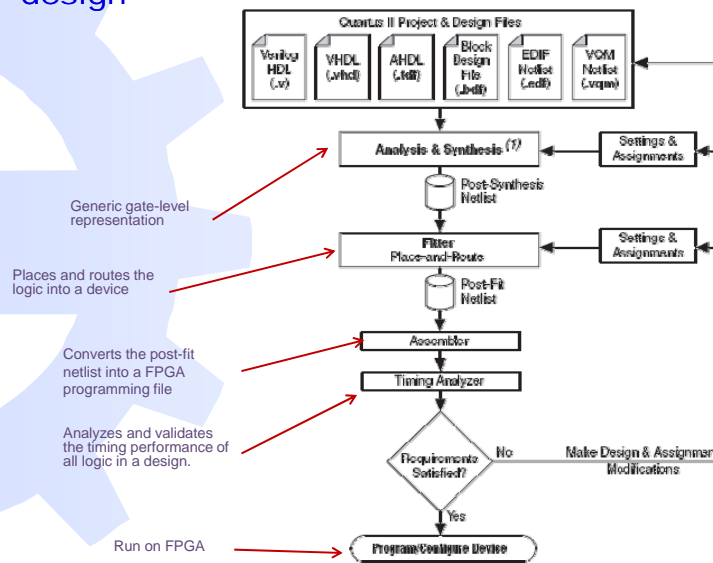 design
Quartus II Project & Design Files
Verilog
HDL
(.v)
VHDL
(.vhd)
AHDL
(.tdf)
Block
Design
File
(.bdf)
EDIF
Netlist
(.edf)
VQM
Netlist
(.vqm)
Analysis & Synthesis (1)
Settings &
Assignments
Post-Synthesis
Netlist
Generic gate-level
representation
Fitter
Place-and-Route
Settings &
Assignments
Places and routes the
logic into a device
Post-Fit
Netlist
Assembler
Converts the post-fit
netlist into a FPGA
programming file
Timing Analyzer
Analyzes and validates
the timing performance of
all logic in a design.
Requirements
Satisfied?
No
Make Design & Assignmen
Modifications
Yes
Run on FPGA
Program/Configure Device